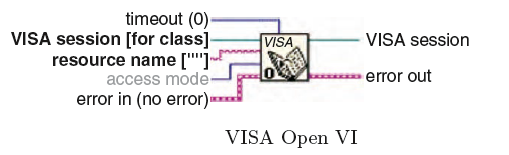 timeout (0)
VISA session [for class]
VISA
VISA session
resource name [""]
access mode
error out
error in (no error)
VISA Open VI